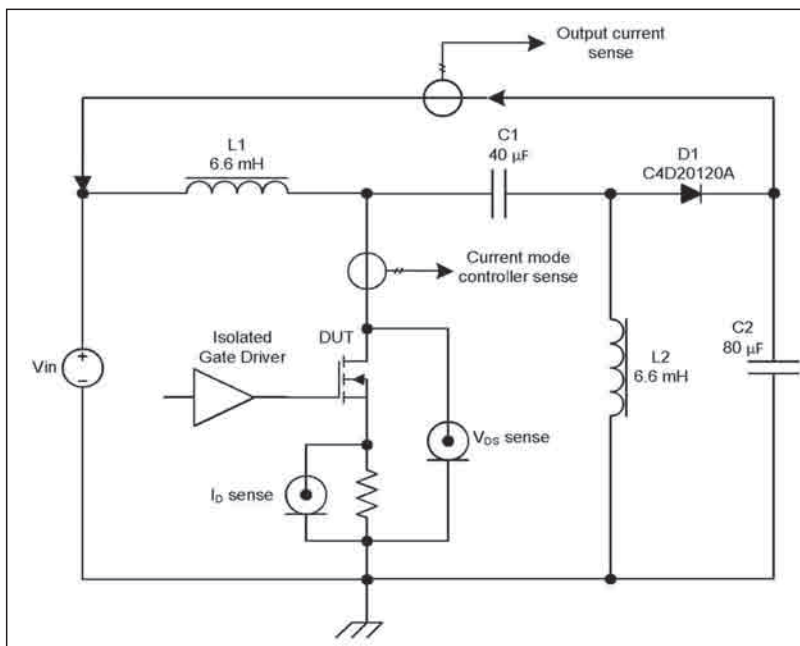 Output current
sense
L1
6.6 mH
C1
40 µF
D1
C4D20120A
Current mode
controller sense
Isolated
Gate Driver
DUT
Vin
+
−
L2
6.6 mH
C2
80 µF
VDS sense
ID sense